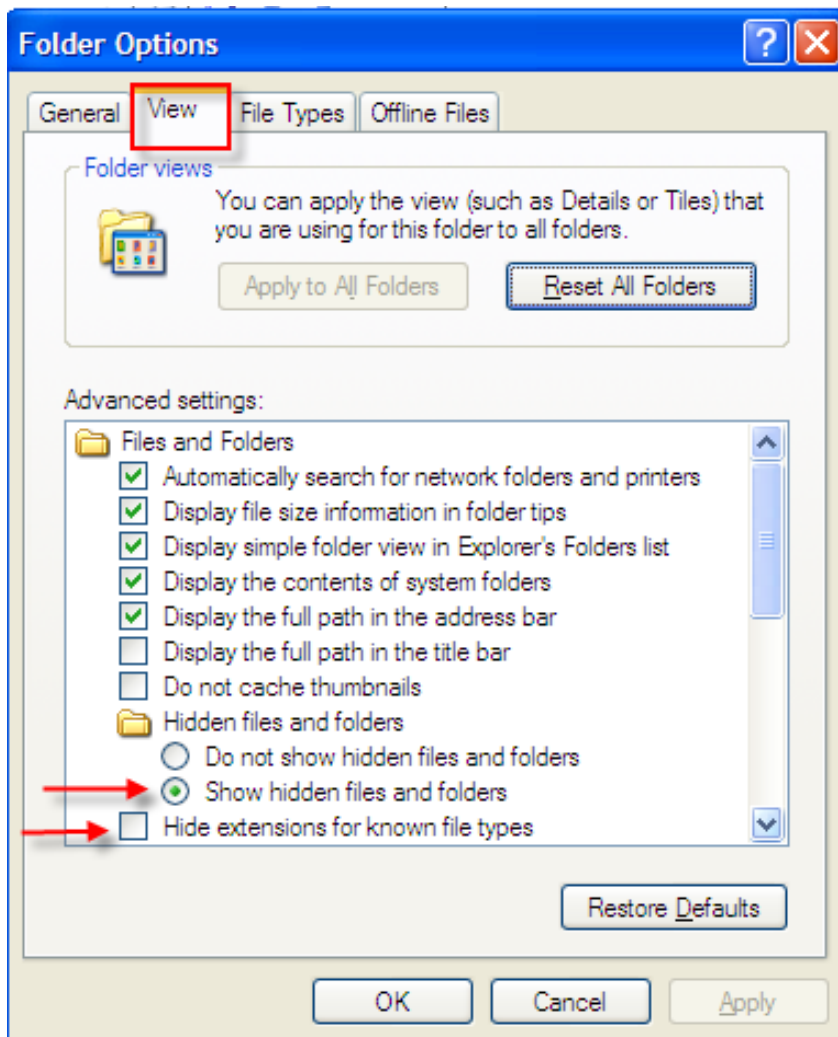 Folder Options
General View File Types Offline Files
Folder views
You can apply the view (such as Details or Tiles) that
you are using for this folder to all folders.
Apply to All Folders Reset All Folders
Advanced settings:
Files and Folders
Automatically search for network folders and printers
Display file size information in folder tips
Display simple folder view in Explorer's Folders list
Display the contents of system folders
Display the full path in the address bar
Display the full path in the title bar
Do not cache thumbnails
Hidden files and folders
Do not show hidden files and folders
Show hidden files and folders
Hide extensions for known file types
Restore Defaults
OK Cancel Apply